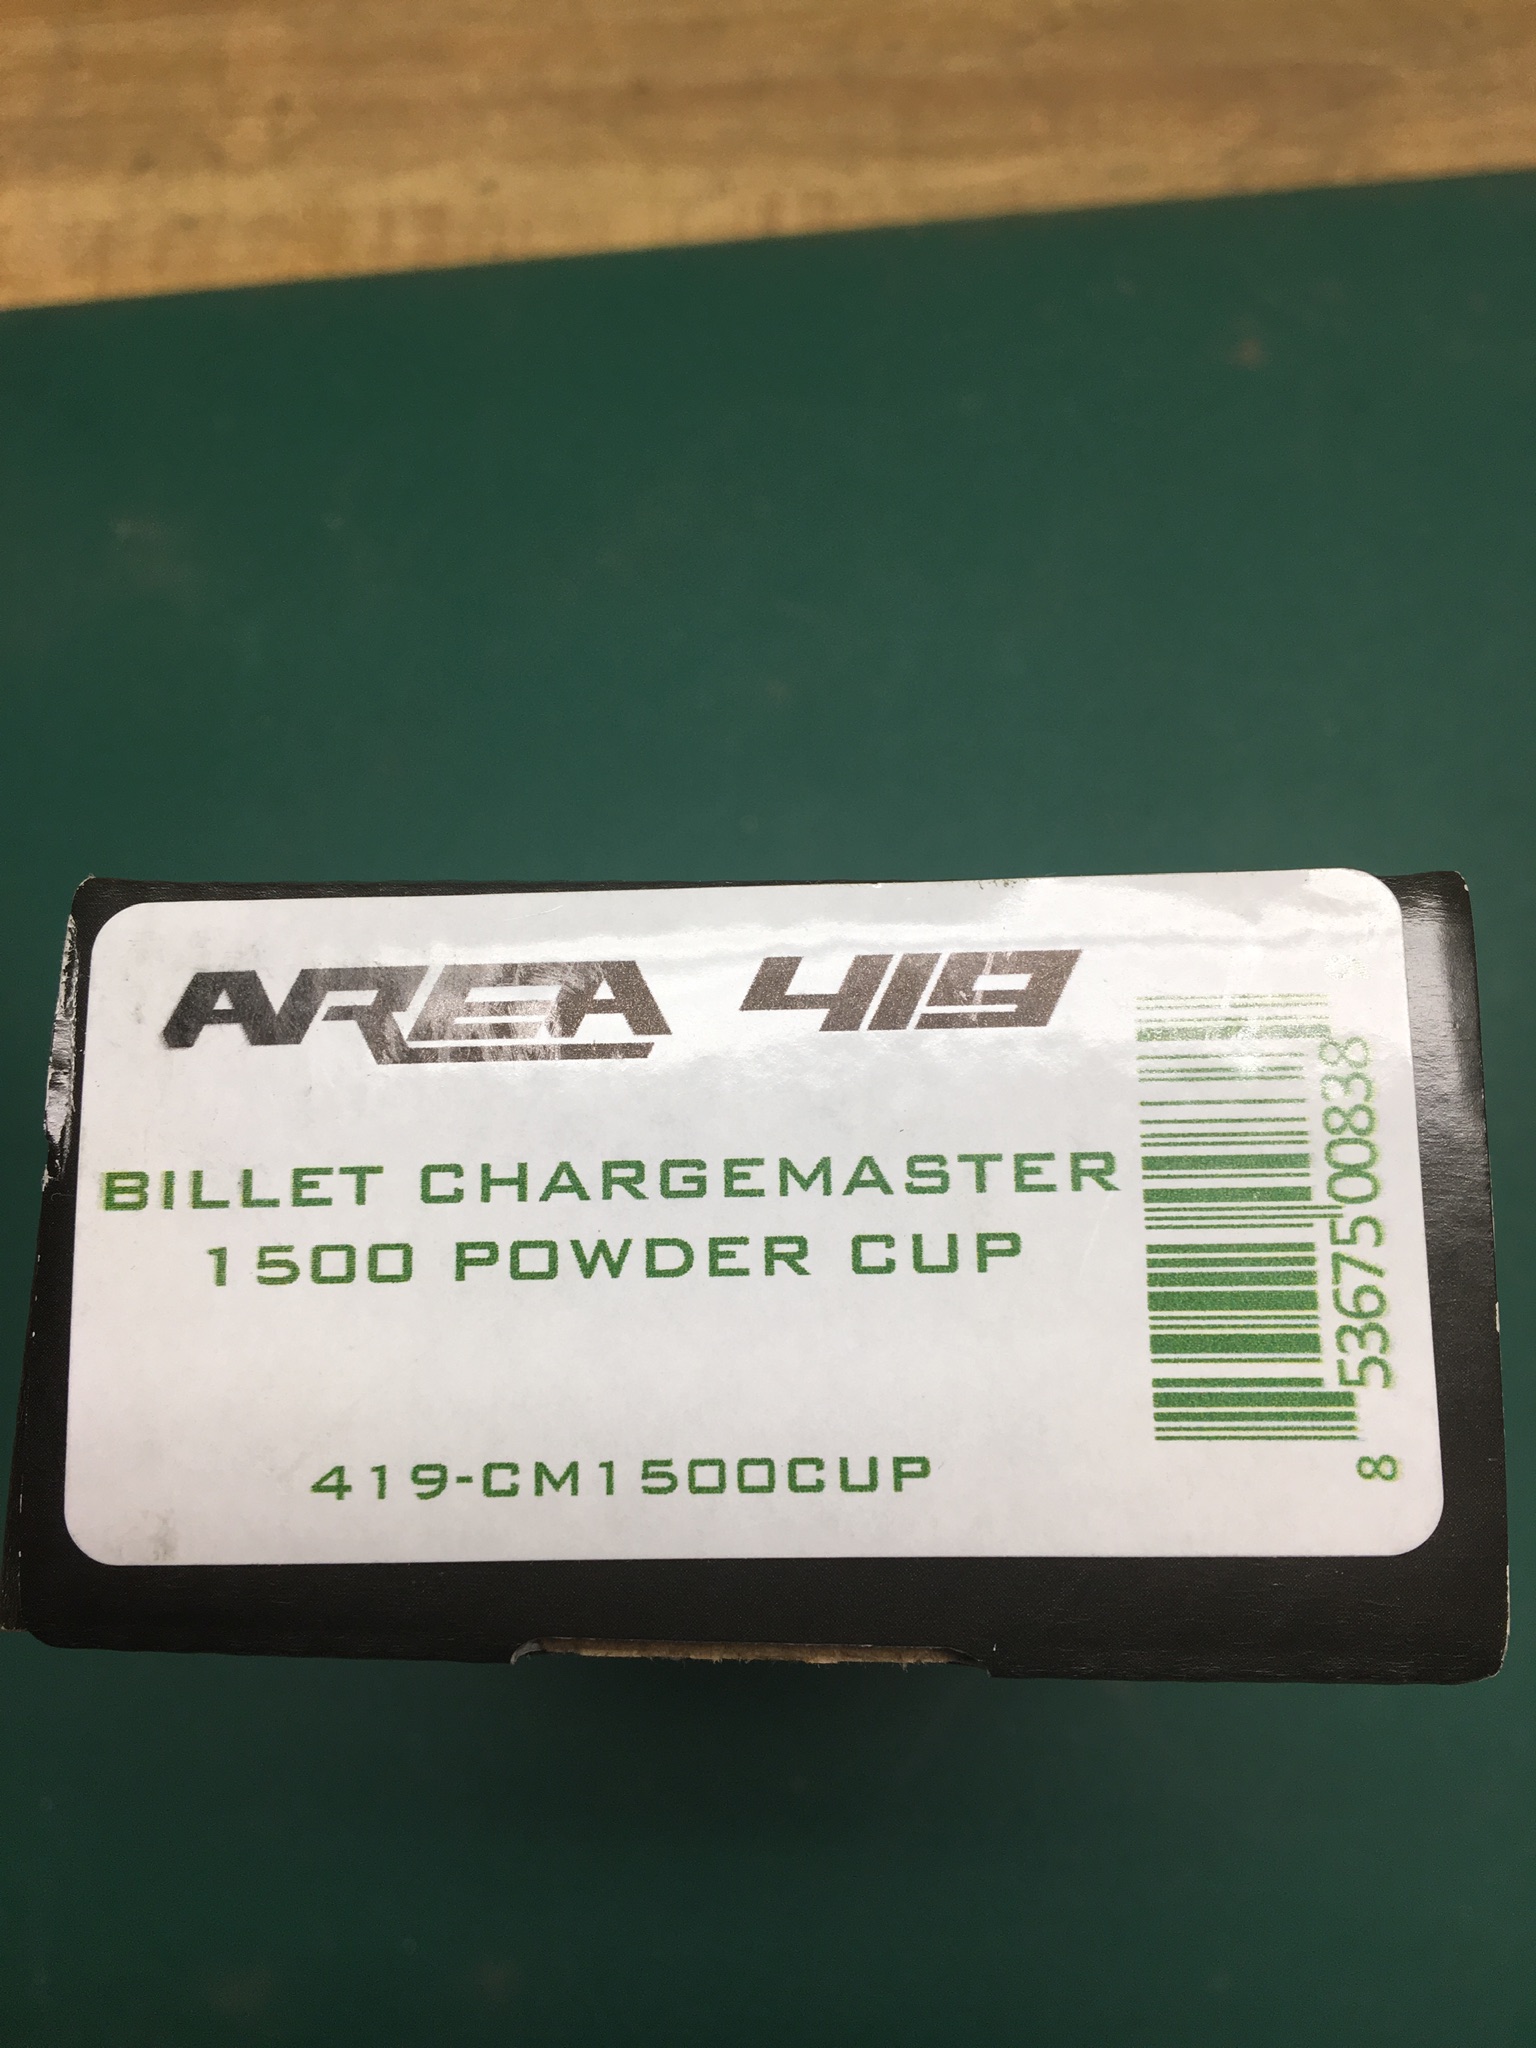 AREA 419
BILLET CHARGEMASTER
1500 POWDER CUP
419-CM1500CUP
8 53675 00838